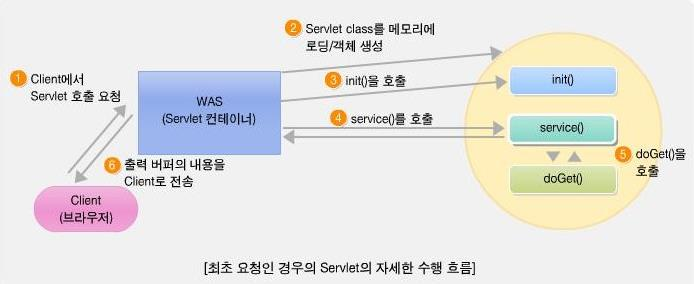 2 Servlet class를 메모리에
로딩/객체 생성
1 Client에서
Servlet 호출 요청
3 init()을 호출
init()
WAS
(Servlet 컨테이너)
4 service()를 호출
service()
5 doGet()을
호출
6 출력 버퍼의 내용을
Client로 전송
doGet()
Client
(브라우저)
[최초 요청인 경우의 Servlet의 자세한 수행 흐름]